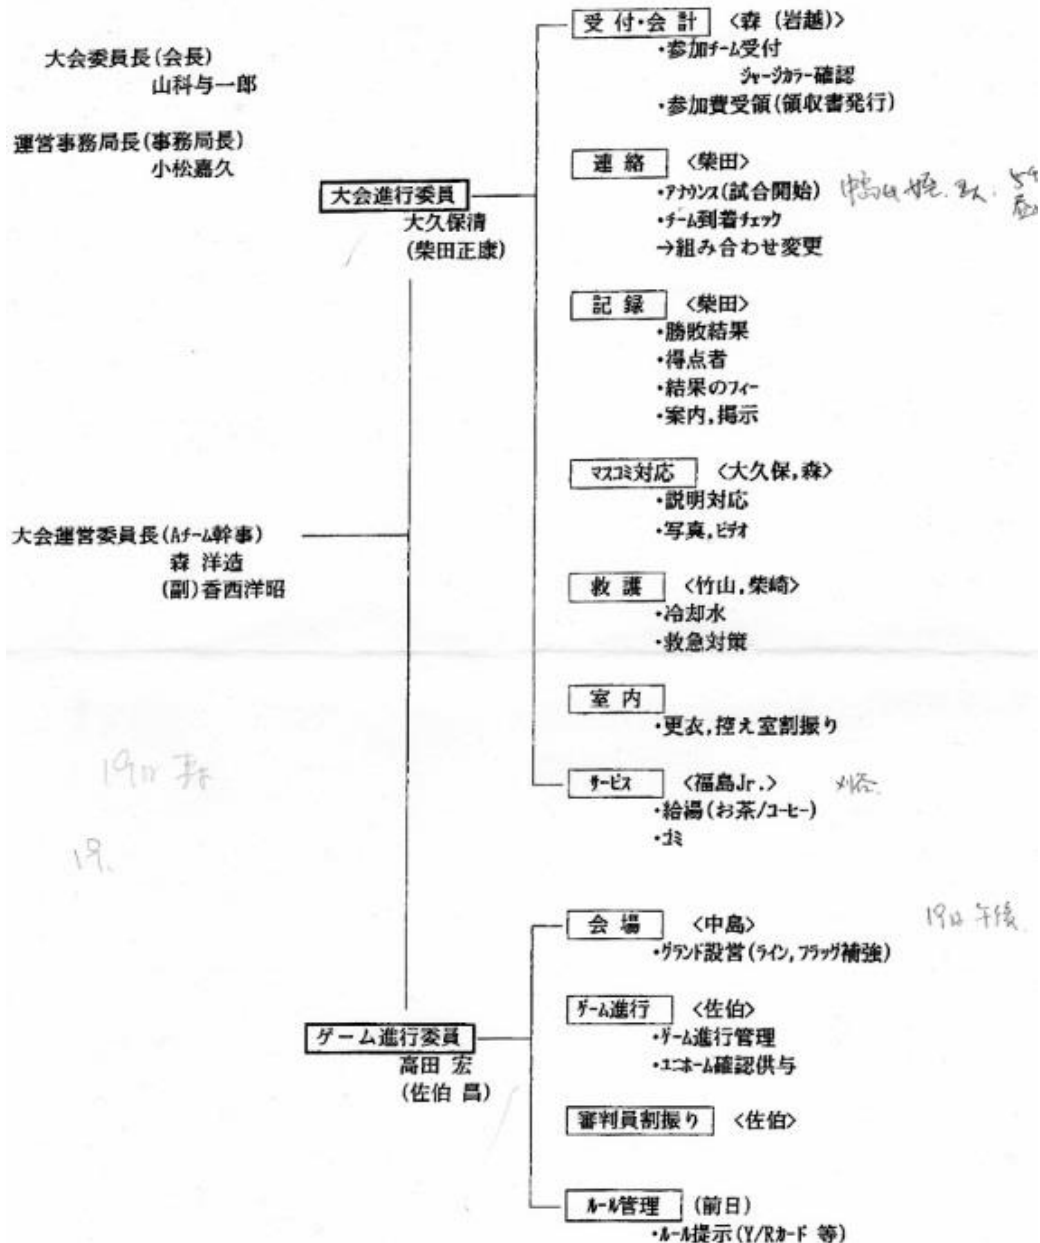 大会委員長(会長)
山科与一郎
運営事務局長(事務局長)
小松嘉久
大会進行委員
大久保清
(柴田正康)
大会運営委員長(Aチーム幹事)
森 洋造
(副)香西洋昭
ゲーム進行委員
高田 宏
(佐伯 昌)
受付・会計 <森 (岩越)>
・参加チーム受付
ジャージカラー確認
・参加費受領(領収書発行)
連絡 <柴田>
・アナウンス(試合開始)
・チーム到着チェック
→組み合わせ変更
記録 <柴田>
・勝敗結果
・得点者
・結果のフィー
・案内,掲示
マスコミ対応 <大久保,森>
・説明対応
・写真,ビデオ
救護 <竹山,柴崎>
・冷却水
・救急対策
室内
・更衣,控え室割振り
サービス <福島Jr.>
・給湯(お茶/コーヒー)
・ゴミ
会場 <中島>
19日 午後
・グランド設営(ライン,フラッグ補強)
ゲーム進行 <佐伯>
・ゲーム進行管理
・ユニホーム確認供与
審判員割振り <佐伯>
ルール管理 (前日)
・ルール提示(Y/Rカード 等)
19日
19.